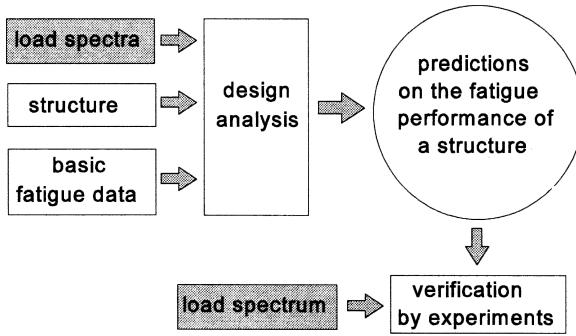 load spectra
structure
basic
fatigue data
design
analysis
predictions
on the fatigue
performance of
a structure
load spectrum
verification
by experiments